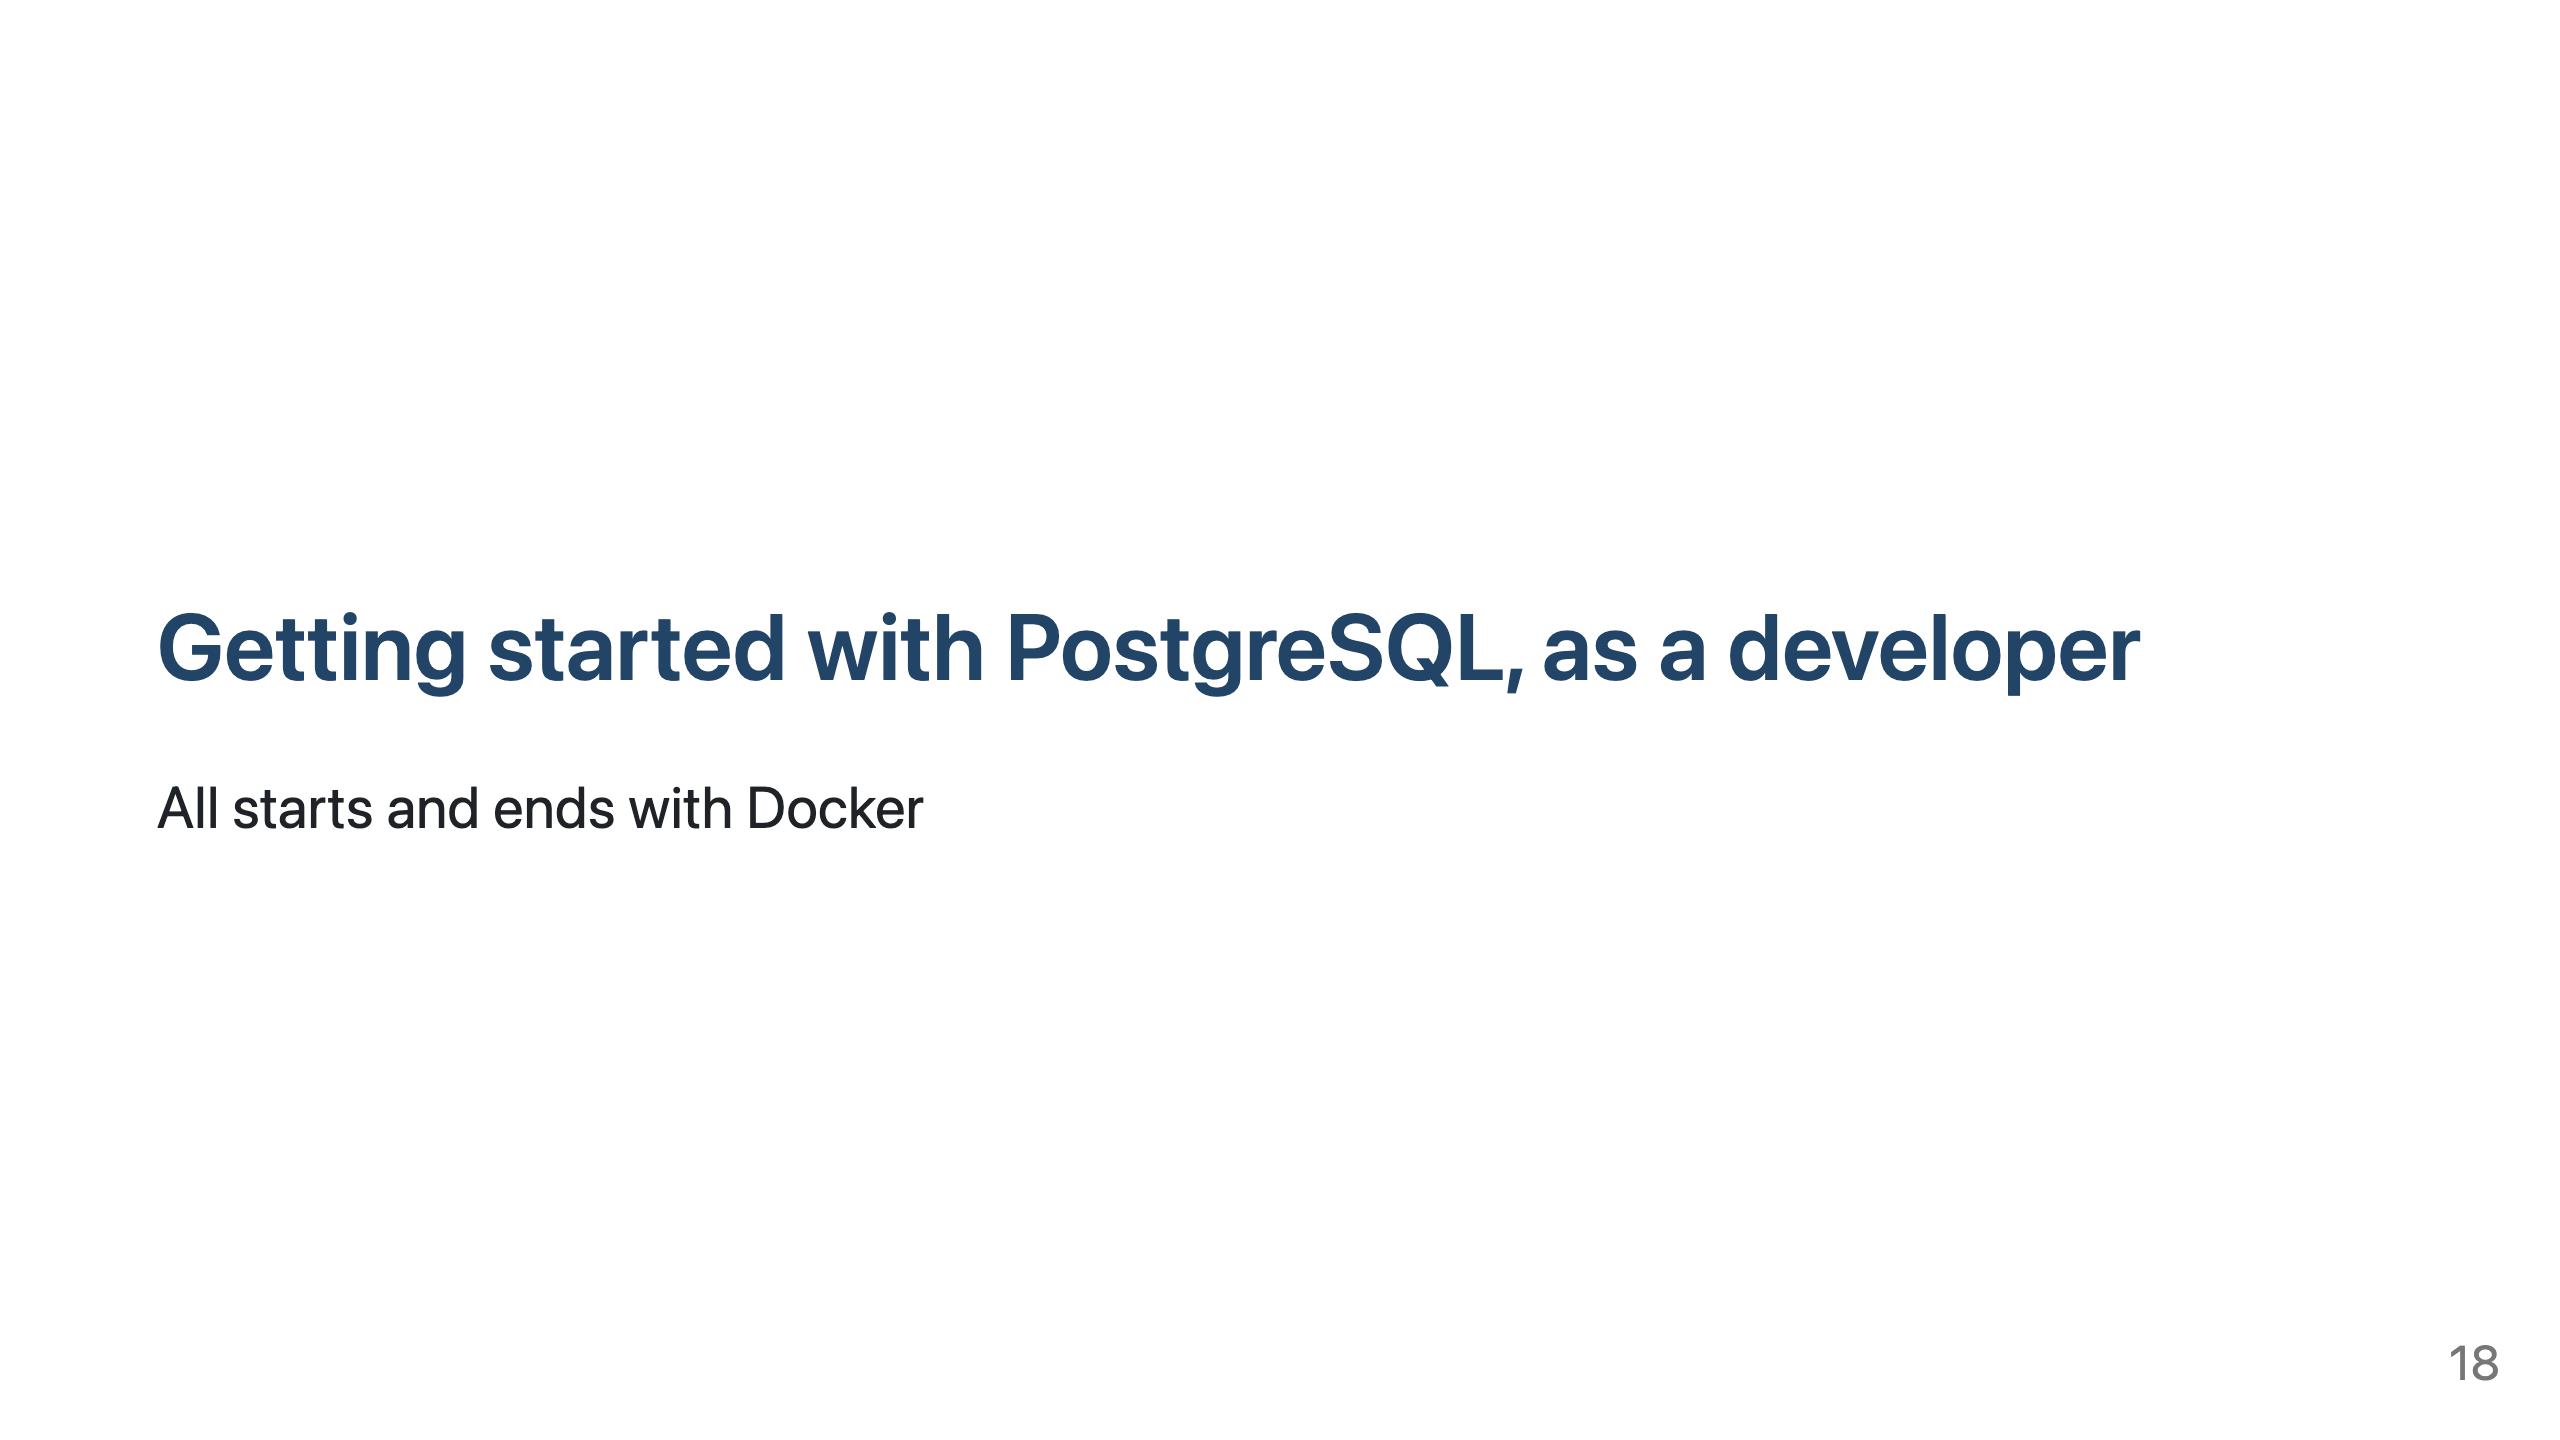 Getting started with PostgreSQL, as a developer
All starts and ends with Docker
18